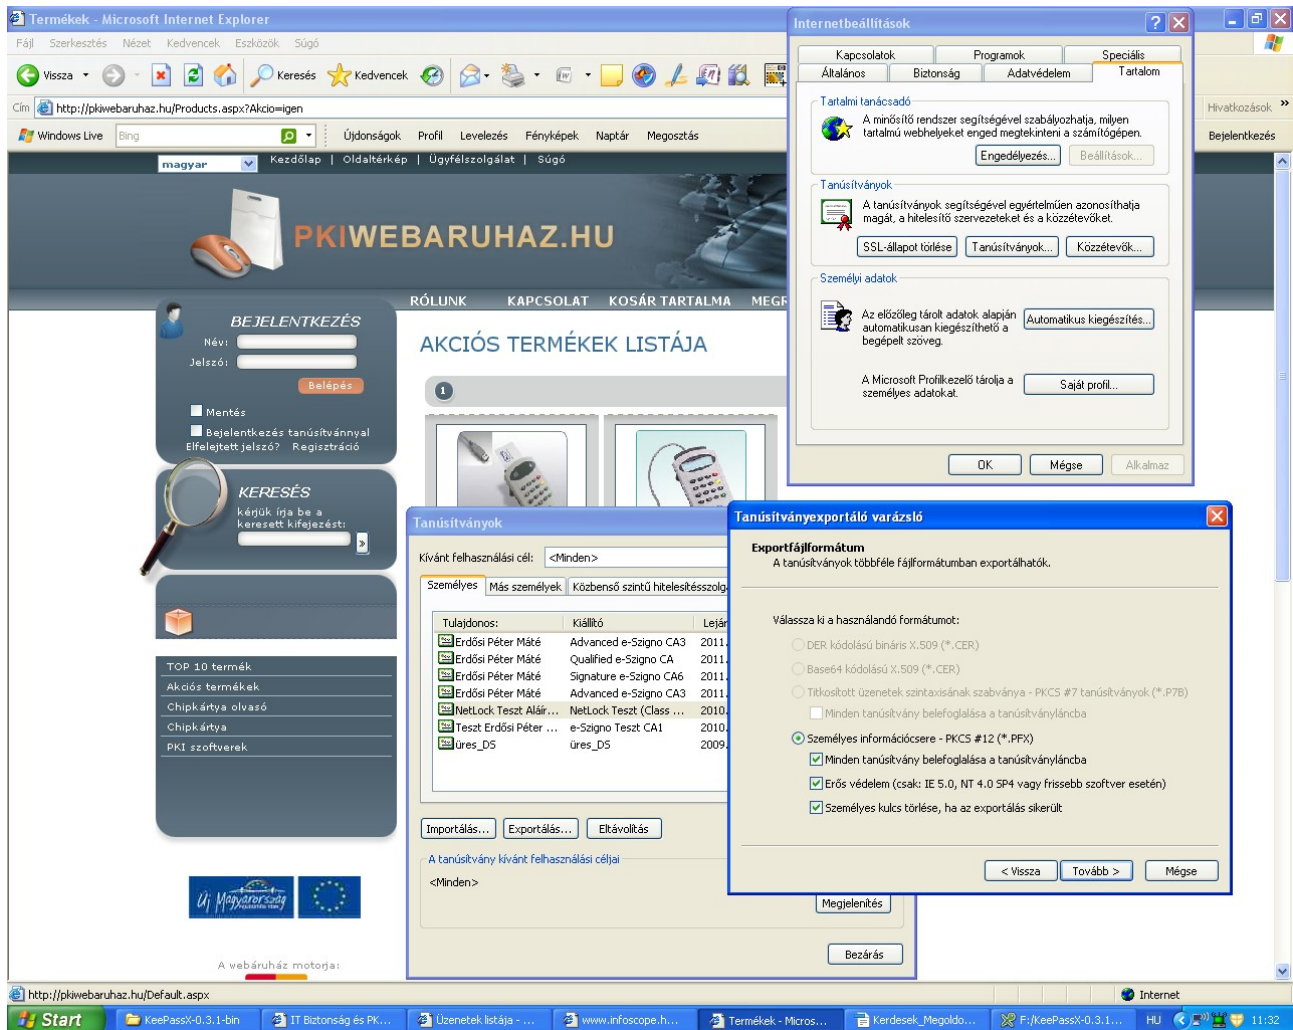 Termékek - Microsoft Internet Explorer
Fájl Szerkesztés Nézet Kedvencek Eszközök Súgó
Vissza Keresés Kedvencek
Cím http://pkiwebaruhaz.hu/Products.aspx?Akcio=igen
Hivatkozások »
Windows Live Bing Újdonságok Profil Levelezés Fényképek Naptár Megosztás
Bejelentkezés
magyar Kezdőlap | Oldaltérkép | Ügyfélszolgálat | Súgó
PKIWEBARUHAZ.HU
RÓLUNK KAPCSOLAT KOSÁR TARTALMA MEGR
BEJELENTKEZÉS
Név:
Jelszó:
Belépés
Mentés
Bejelentkezés tanúsítvánnyal
Elfelejtett jelszó? Regisztráció
KERESÉS
kérjük írja be a
keresett kifejezést:
»
TOP 10 termék
Akciós termékek
Chipkártya olvasó
Chipkártya
PKI szoftverek
Új Magyarország
A webáruház motorja:
AKCIÓS TERMÉKEK LISTÁJA
1
Internetbeállítások
Kapcsolatok Programok Speciális
Általános Biztonság Adatvédelem Tartalom
Tartalmi tanácsadó
A minősítő rendszer segítségével szabályozhatja, milyen
tartalmú webhelyeket enged megtekinteni a számítógépen.
Engedélyezés... Beállítások...
Tanúsítványok
A tanúsítványok segítségével egyértelműen azonosíthatja
magát, a hitelesítő szervezeteket és a közzétevőket.
SSL-állapot törlése Tanúsítványok... Közzétevők...
Személyi adatok
Az előzőleg tárolt adatok alapján
automatikusan kiegészíthető a
begépelt szöveg.
Automatikus kiegészítés...
A Microsoft Profilkezelő tárolja a
személyes adatokat.
Saját profil...
OK Mégse Alkalmaz
Tanúsítványok
Kívánt felhasználási cél: <Minden>
Személyes Más személyek Közbenső szintű hitelesítésszolg
Tulajdonos: Kiállító Lejár
Erdősi Péter Máté Advanced e-Szigno CA3 2011.
Erdősi Péter Máté Qualified e-Szigno CA 2011.
Erdősi Péter Máté Signature e-Szigno CA6 2011.
Erdősi Péter Máté Advanced e-Szigno CA3 2011.
NetLock Teszt Aláír... NetLock Teszt (Class ... 2010.
Teszt Erdősi Péter ... e-Szigno Teszt CA1 2010.
üres_DS üres_DS 2009.
Importálás... Exportálás... Eltávolítás
A tanúsítvány kívánt felhasználási céljai
<Minden>
Megjelenítés
Bezárás
Tanúsítványexportáló varázsló
Exportfájlformátum
A tanúsítványok többféle fájlformátumban exportálhatók.
Válassza ki a használandó formátumot:
DER kódolású bináris X.509 (*.CER)
Base64 kódolású X.509 (*.CER)
Titkosított üzenetek szintaxisának szabványa - PKCS #7 tanúsítványok (*.P7B)
Minden tanúsítvány belefoglalása a tanúsítványláncba
Személyes információcsere - PKCS #12 (*.PFX)
Minden tanúsítvány belefoglalása a tanúsítványláncba
Erős védelem (csak: IE 5.0, NT 4.0 SP4 vagy frissebb szoftver esetén)
Személyes kulcs törlése, ha az exportálás sikerült
< Vissza Tovább > Mégse
http://pkiwebaruhaz.hu/Default.aspx
Internet
Start KeePassX-0.3.1-bin IT Biztonság és PK... Üzenetek listája - ... www.infoscope.h... Termékek - Micros... Kerdesek_Megoldo... F:/KeePassX-0.3.1... HU 11:32